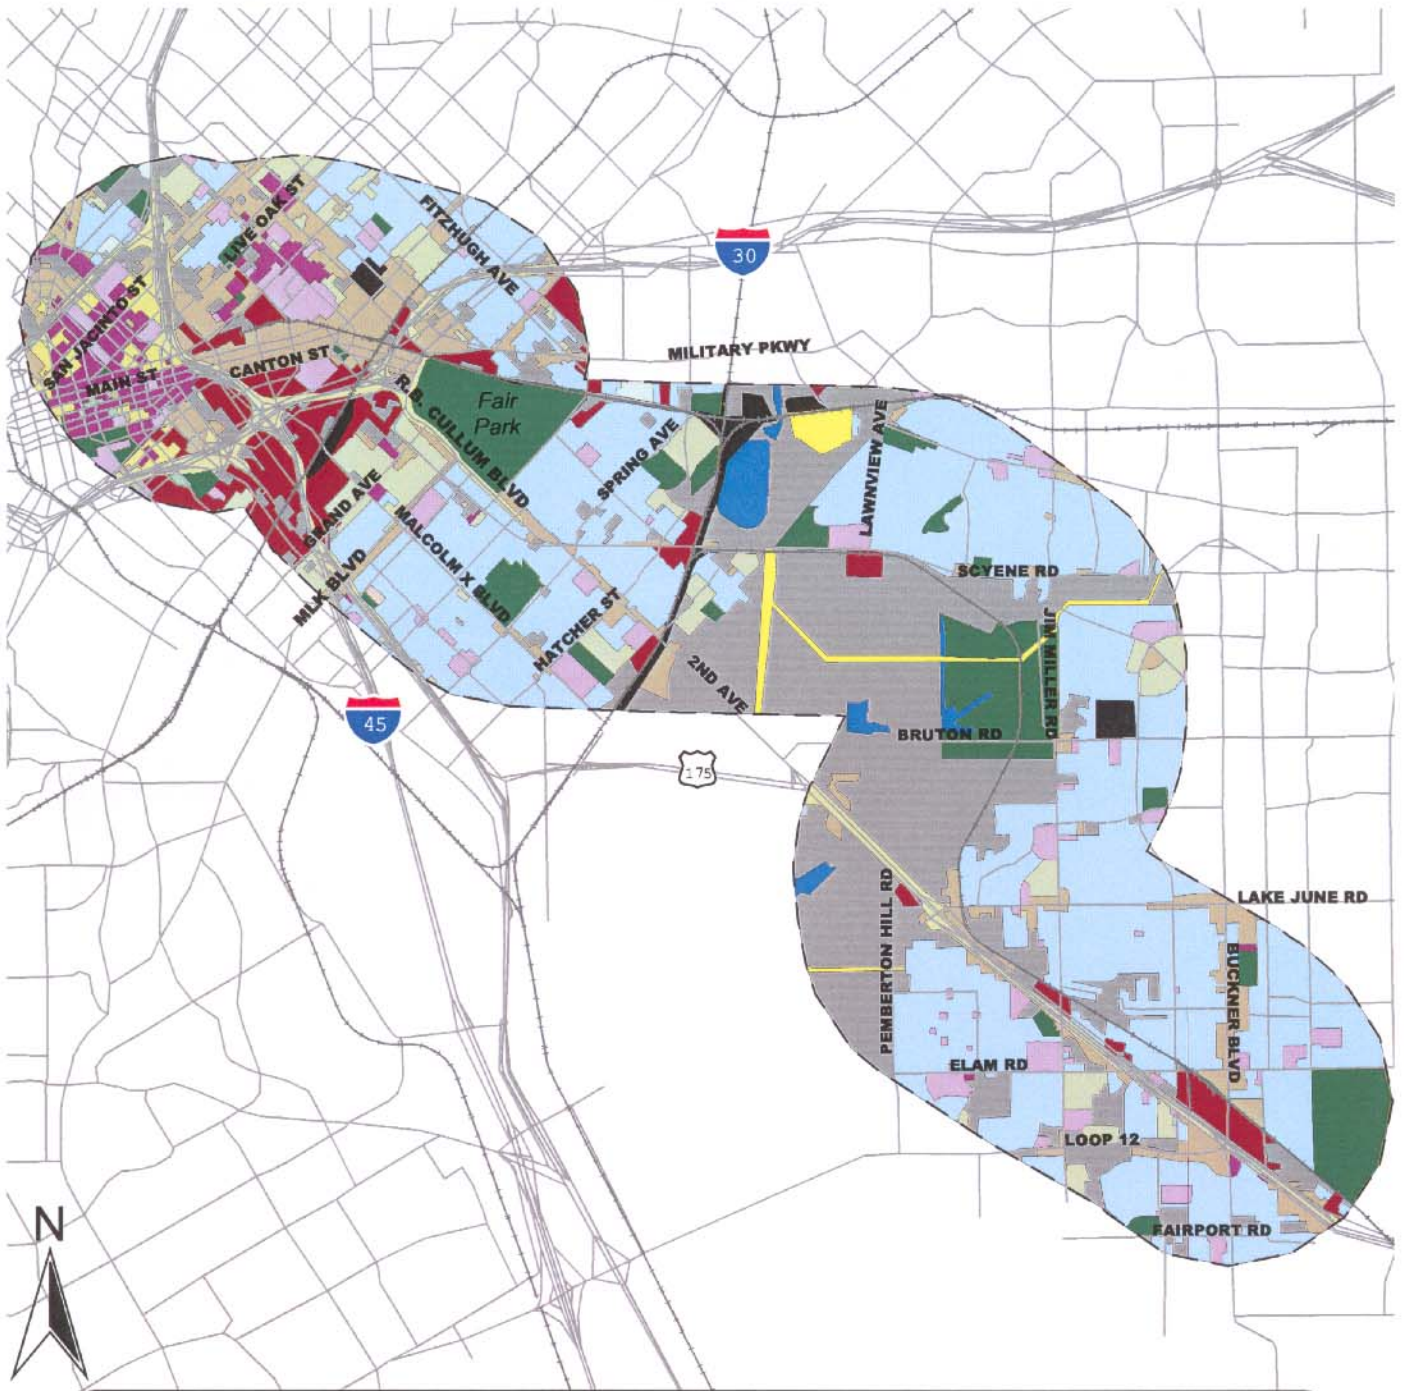 FITZHUGH AVE
LIVE OAK ST
30
SAN JACINTO ST
MILITARY PKWY
CANTON ST
MAIN ST
R.B. CULLUM BLVD
Fair
Park
LAWNVIEW AVE
SPRING AVE
GRAND AVE
MALCOLM X BLVD
SCYENE RD
MLK BLVD
HATCHER ST
JIM MILLER RD
2ND AVE
45
BRUTON RD
175
LAKE JUNE RD
PEMBERTON HILL RD
BUCKNER BLVD
ELAM RD
LOOP 12
N
FAIRPORT RD